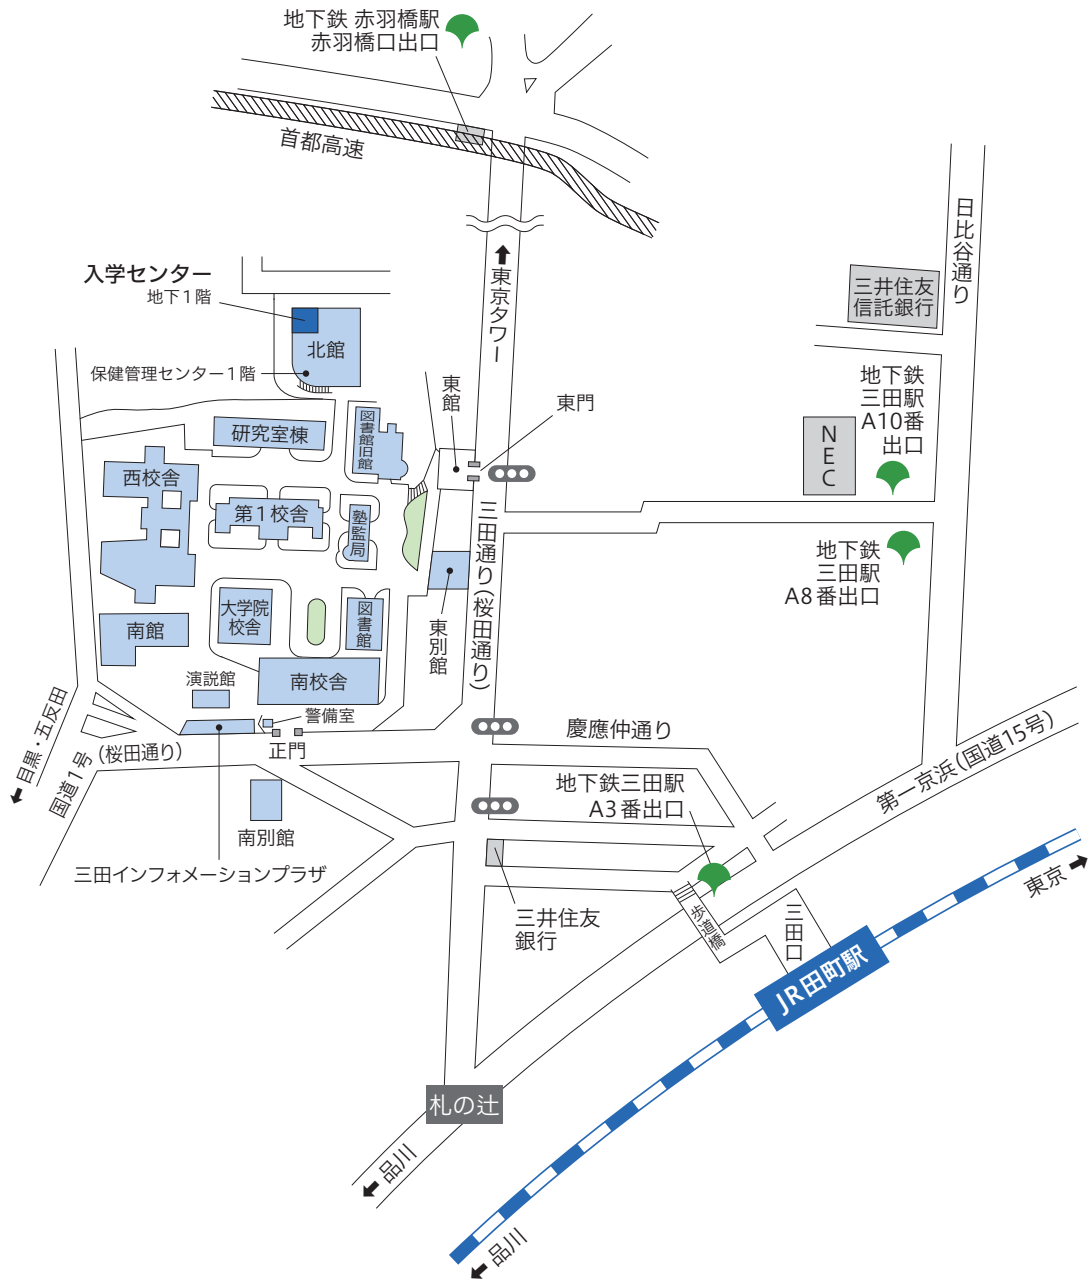 地下鉄 赤羽橋駅
赤羽橋口出口
首都高速
日比谷通り
東京タワー
入学センター
地下1階
北館
保健管理センター1階
三井住友
信託銀行
地下鉄
三田駅
A10番
出口
NEC
東館
東門
図書館旧館
研究室棟
西校舎
第1校舎
塾監局
三田通り(桜田通り)
地下鉄
三田駅
A8番出口
大学院
校舎
図書館
東別館
南館
演説館
南校舎
警備室
正門
目黒・五反田
国道1号(桜田通り)
慶應仲通り
地下鉄三田駅
A3番出口
第一京浜(国道15号)
南別館
三田インフォメーションプラザ
三井住友
銀行
歩道橋
三田口
東京
JR田町駅
札の辻
品川
品川